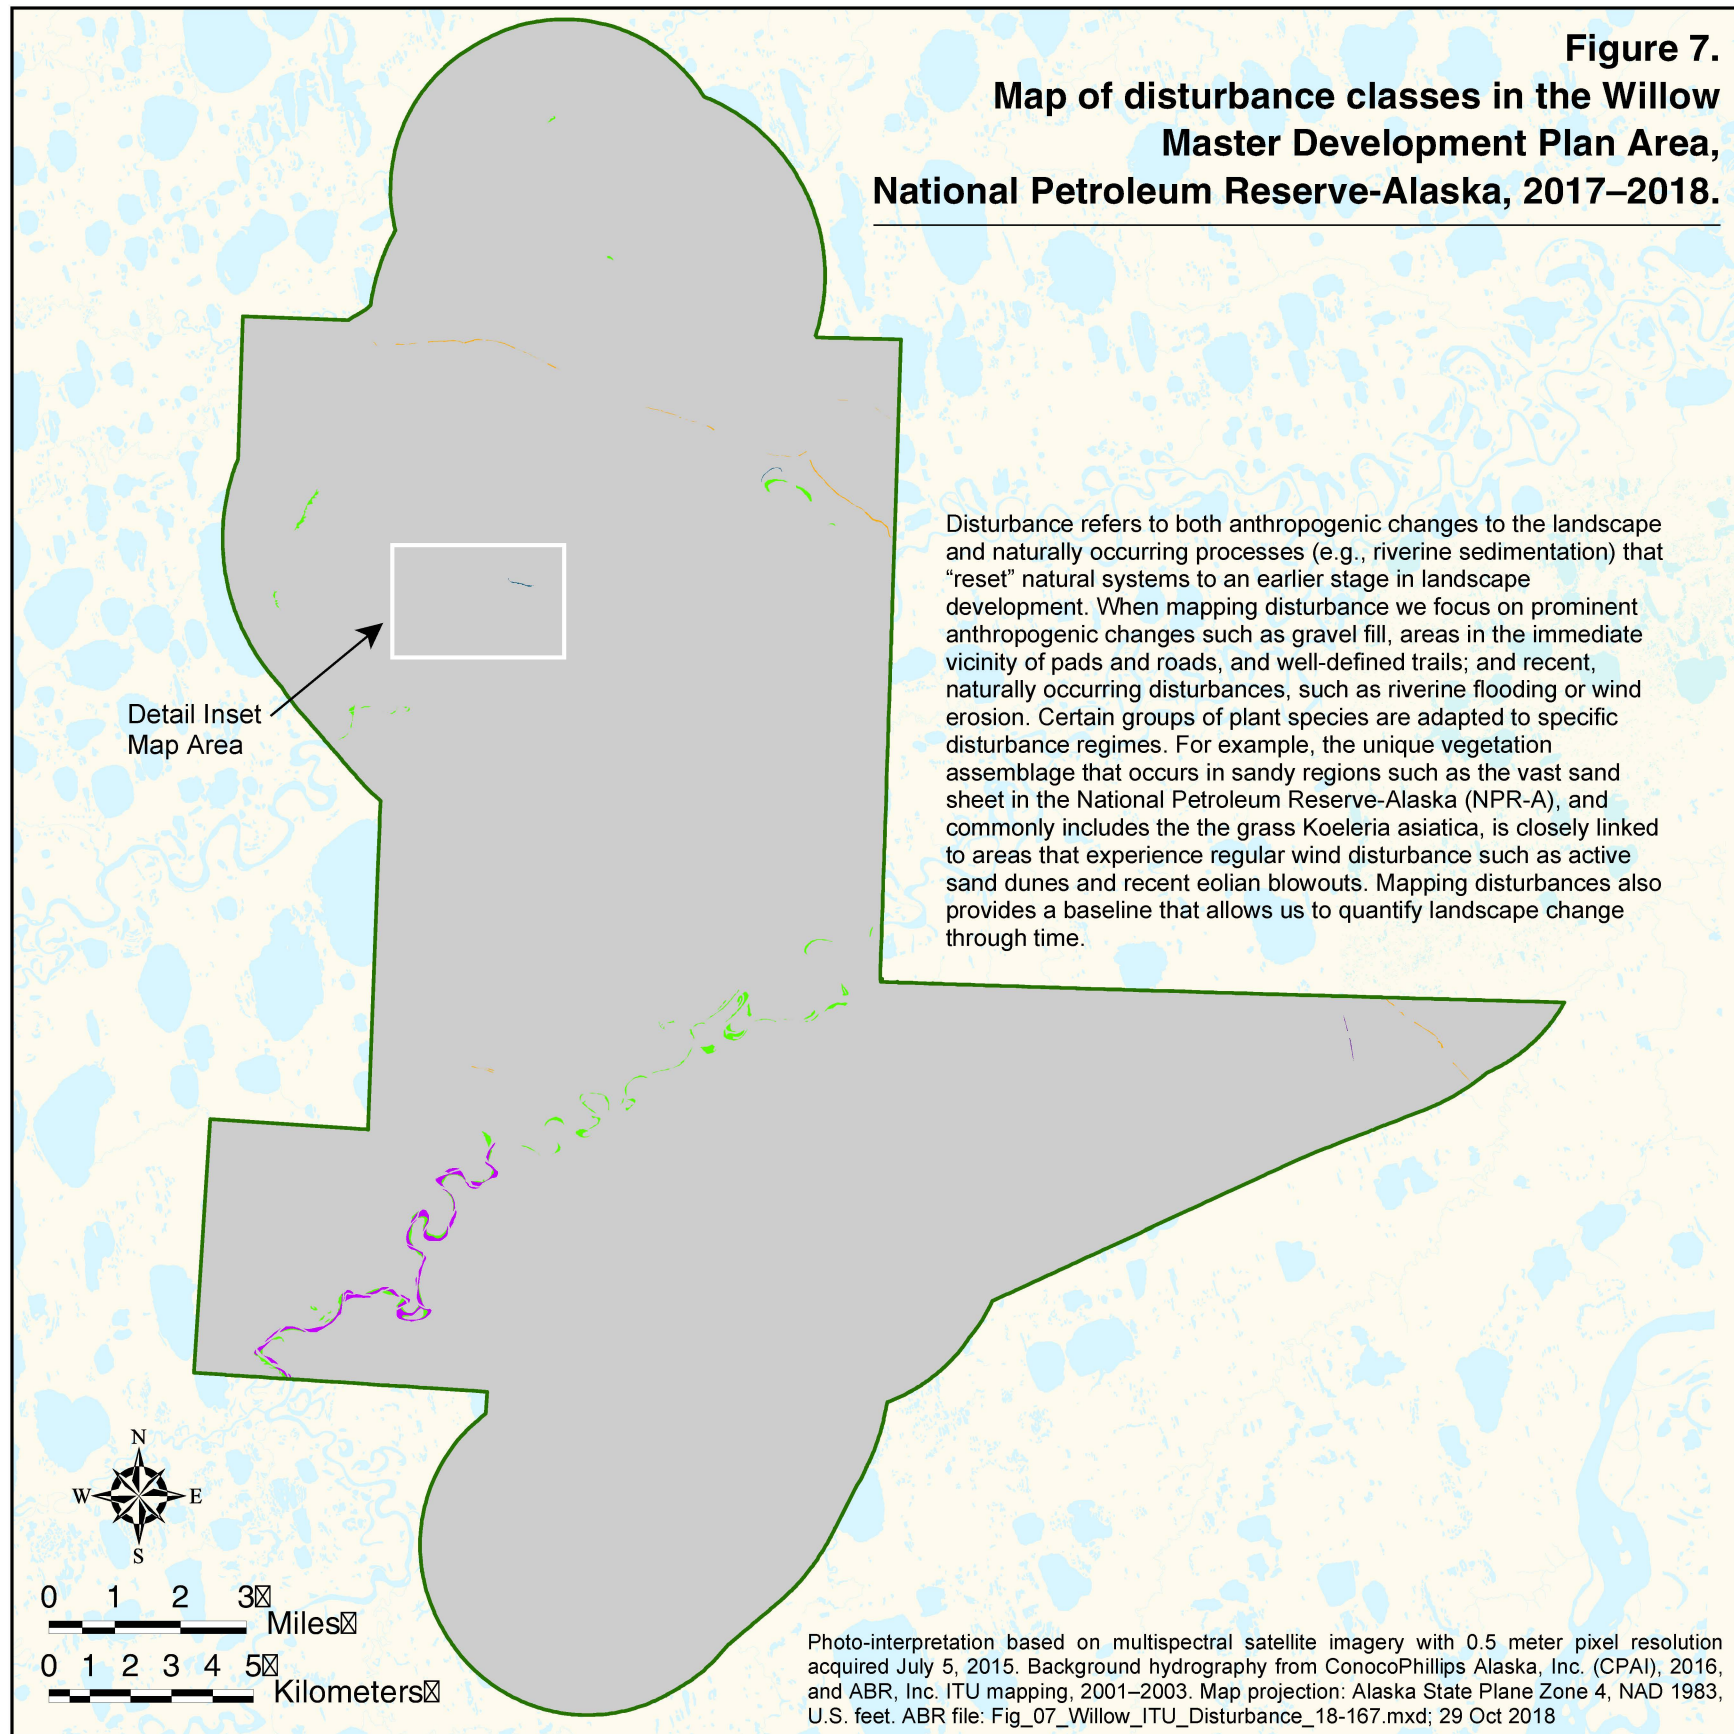 Figure 7.
Map of disturbance classes in the Willow
Master Development Plan Area,
National Petroleum Reserve-Alaska, 2017–2018.
Disturbance refers to both anthropogenic changes to the landscape
and naturally occurring processes (e.g., riverine sedimentation) that
“reset” natural systems to an earlier stage in landscape
development. When mapping disturbance we focus on prominent
anthropogenic changes such as gravel fill, areas in the immediate
vicinity of pads and roads, and well-defined trails; and recent,
naturally occurring disturbances, such as riverine flooding or wind
erosion. Certain groups of plant species are adapted to specific
disturbance regimes. For example, the unique vegetation
assemblage that occurs in sandy regions such as the vast sand
sheet in the National Petroleum Reserve-Alaska (NPR-A), and
commonly includes the the grass Koeleria asiatica, is closely linked
to areas that experience regular wind disturbance such as active
sand dunes and recent eolian blowouts. Mapping disturbances also
provides a baseline that allows us to quantify landscape change
through time.
Detail Inset
Map Area
N
W E
S
0 1 2 3
Miles
0 1 2 3 4 5
Kilometers
Photo-interpretation based on multispectral satellite imagery with 0.5 meter pixel resolution
acquired July 5, 2015. Background hydrography from ConocoPhillips Alaska, Inc. (CPAI), 2016,
and ABR, Inc. ITU mapping, 2001–2003. Map projection: Alaska State Plane Zone 4, NAD 1983,
U.S. feet. ABR file: Fig_07_Willow_ITU_Disturbance_18-167.mxd; 29 Oct 2018